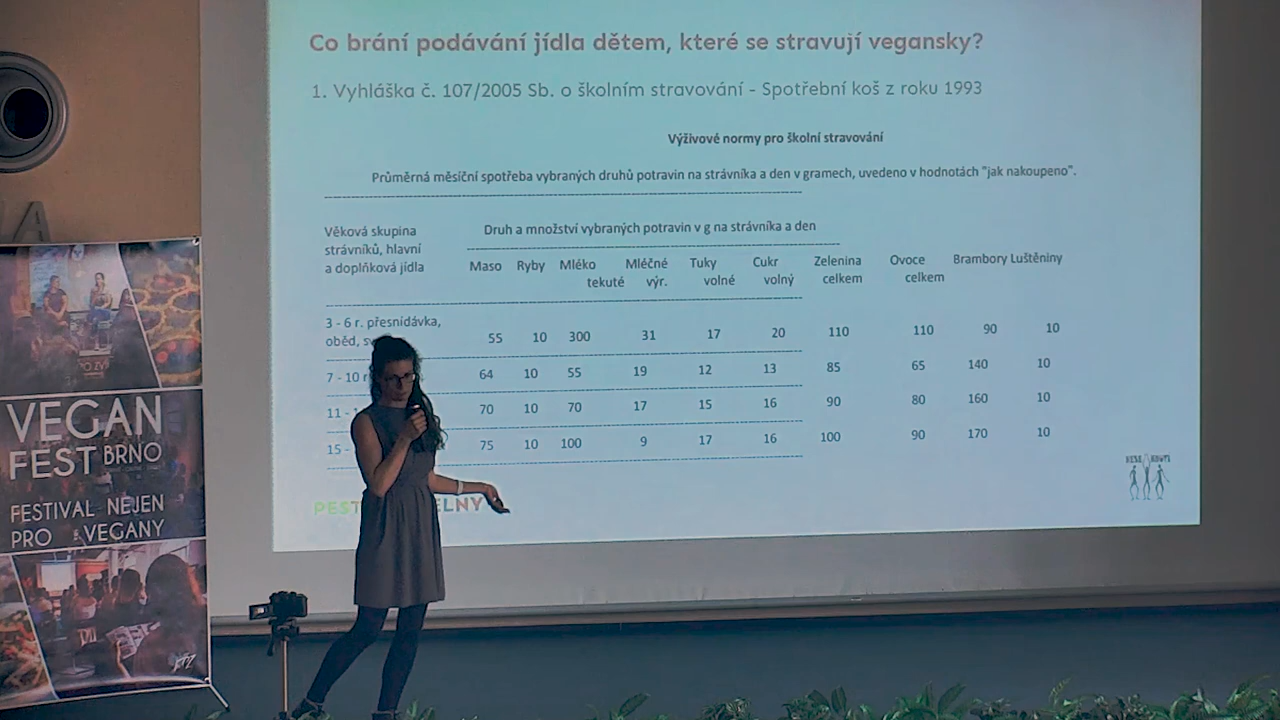 Co brání podávání jídla dětem, které se stravují vegansky?
1. Vyhláška č. 107/2005 Sb. o školním stravování - Spotřební koš z roku 1993
Výživové normy pro školní stravování
Průměrná měsíční spotřeba vybraných druhů potravin na strávníka a den v gramech, uvedeno v hodnotách "jak nakoupeno".
Věková skupina
strávníků, hlavní
a doplňková jídla
Druh a množství vybraných potravin v g na strávníka a den
Maso Ryby Mléko Mléčné Tuky Cukr Zelenina Ovoce Brambory Luštěniny
tekuté výr. volné volný celkem celkem
3 - 6 r. přesnídávka,
oběd, 55 10 300 31 17 20 110 110 90 10
7 - 10 64 10 55 19 12 13 85 65 140 10
11 - 70 10 70 17 15 16 90 80 160 10
15 - 75 10 100 9 17 16 100 90 170 10
VEGAN
FEST BRNO
FESTIVAL NEJEN
PRO VEGANY